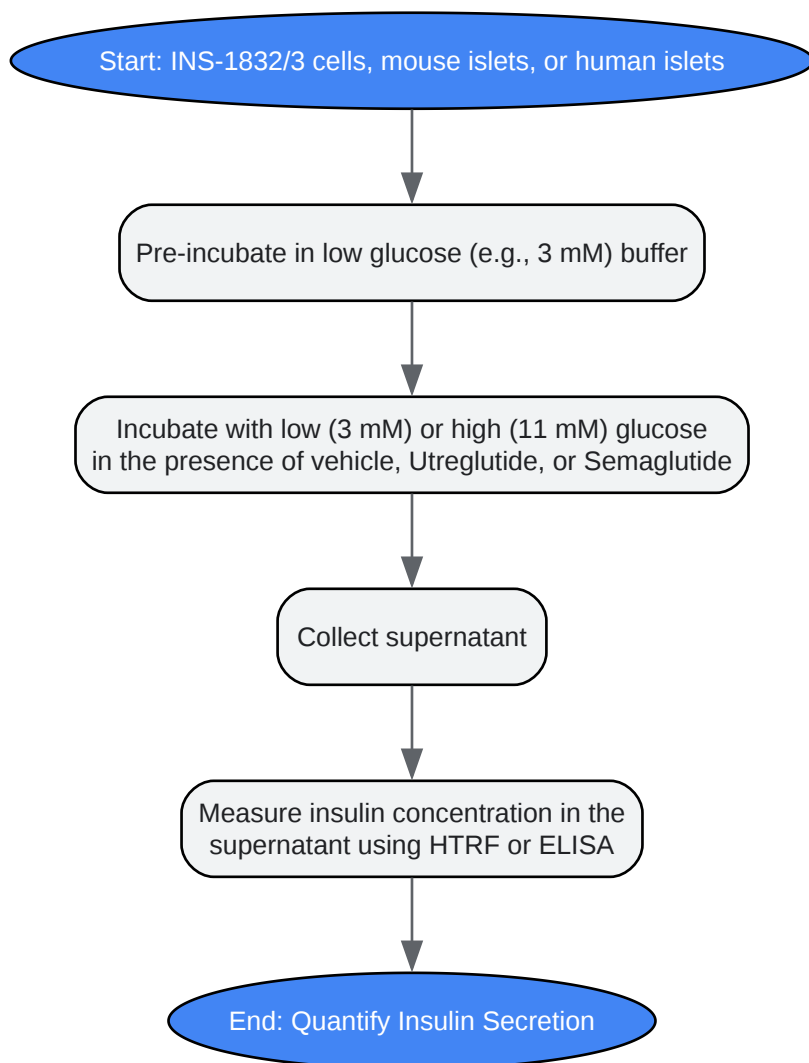 Start: INS-1832/3 cells, mouse islets, or human islets
Pre-incubate in low glucose (e.g., 3 mM) buffer
Incubate with low (3 mM) or high (11 mM) glucose
in the presence of vehicle, Utreglutide, or Semaglutide
Collect supernatant
Measure insulin concentration in the
supernatant using HTRF or ELISA
End: Quantify Insulin Secretion